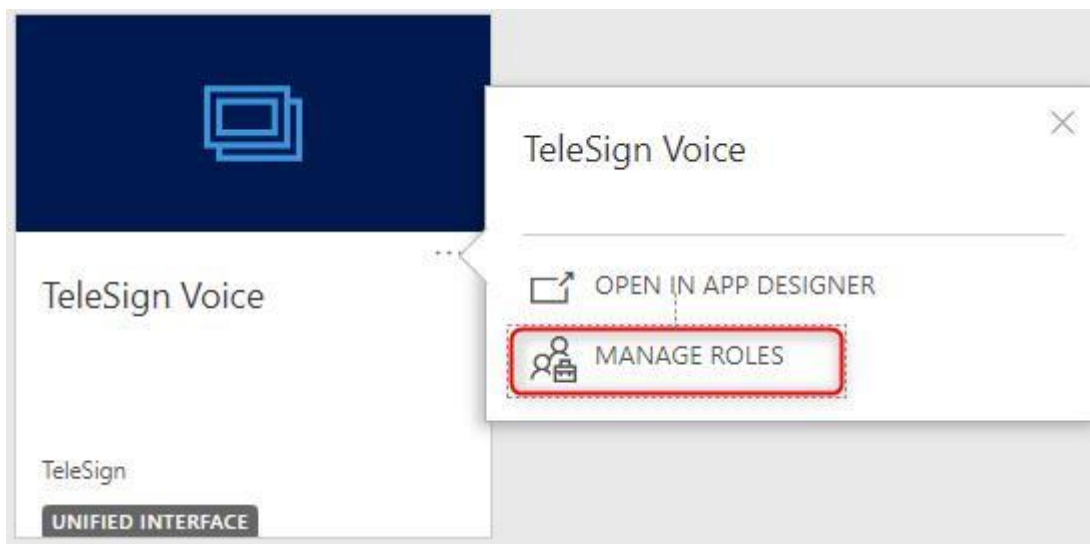 TeleSign Voice
TeleSign
UNIFIED INTERFACE
TeleSign Voice
OPEN IN APP DESIGNER
MANAGE ROLES